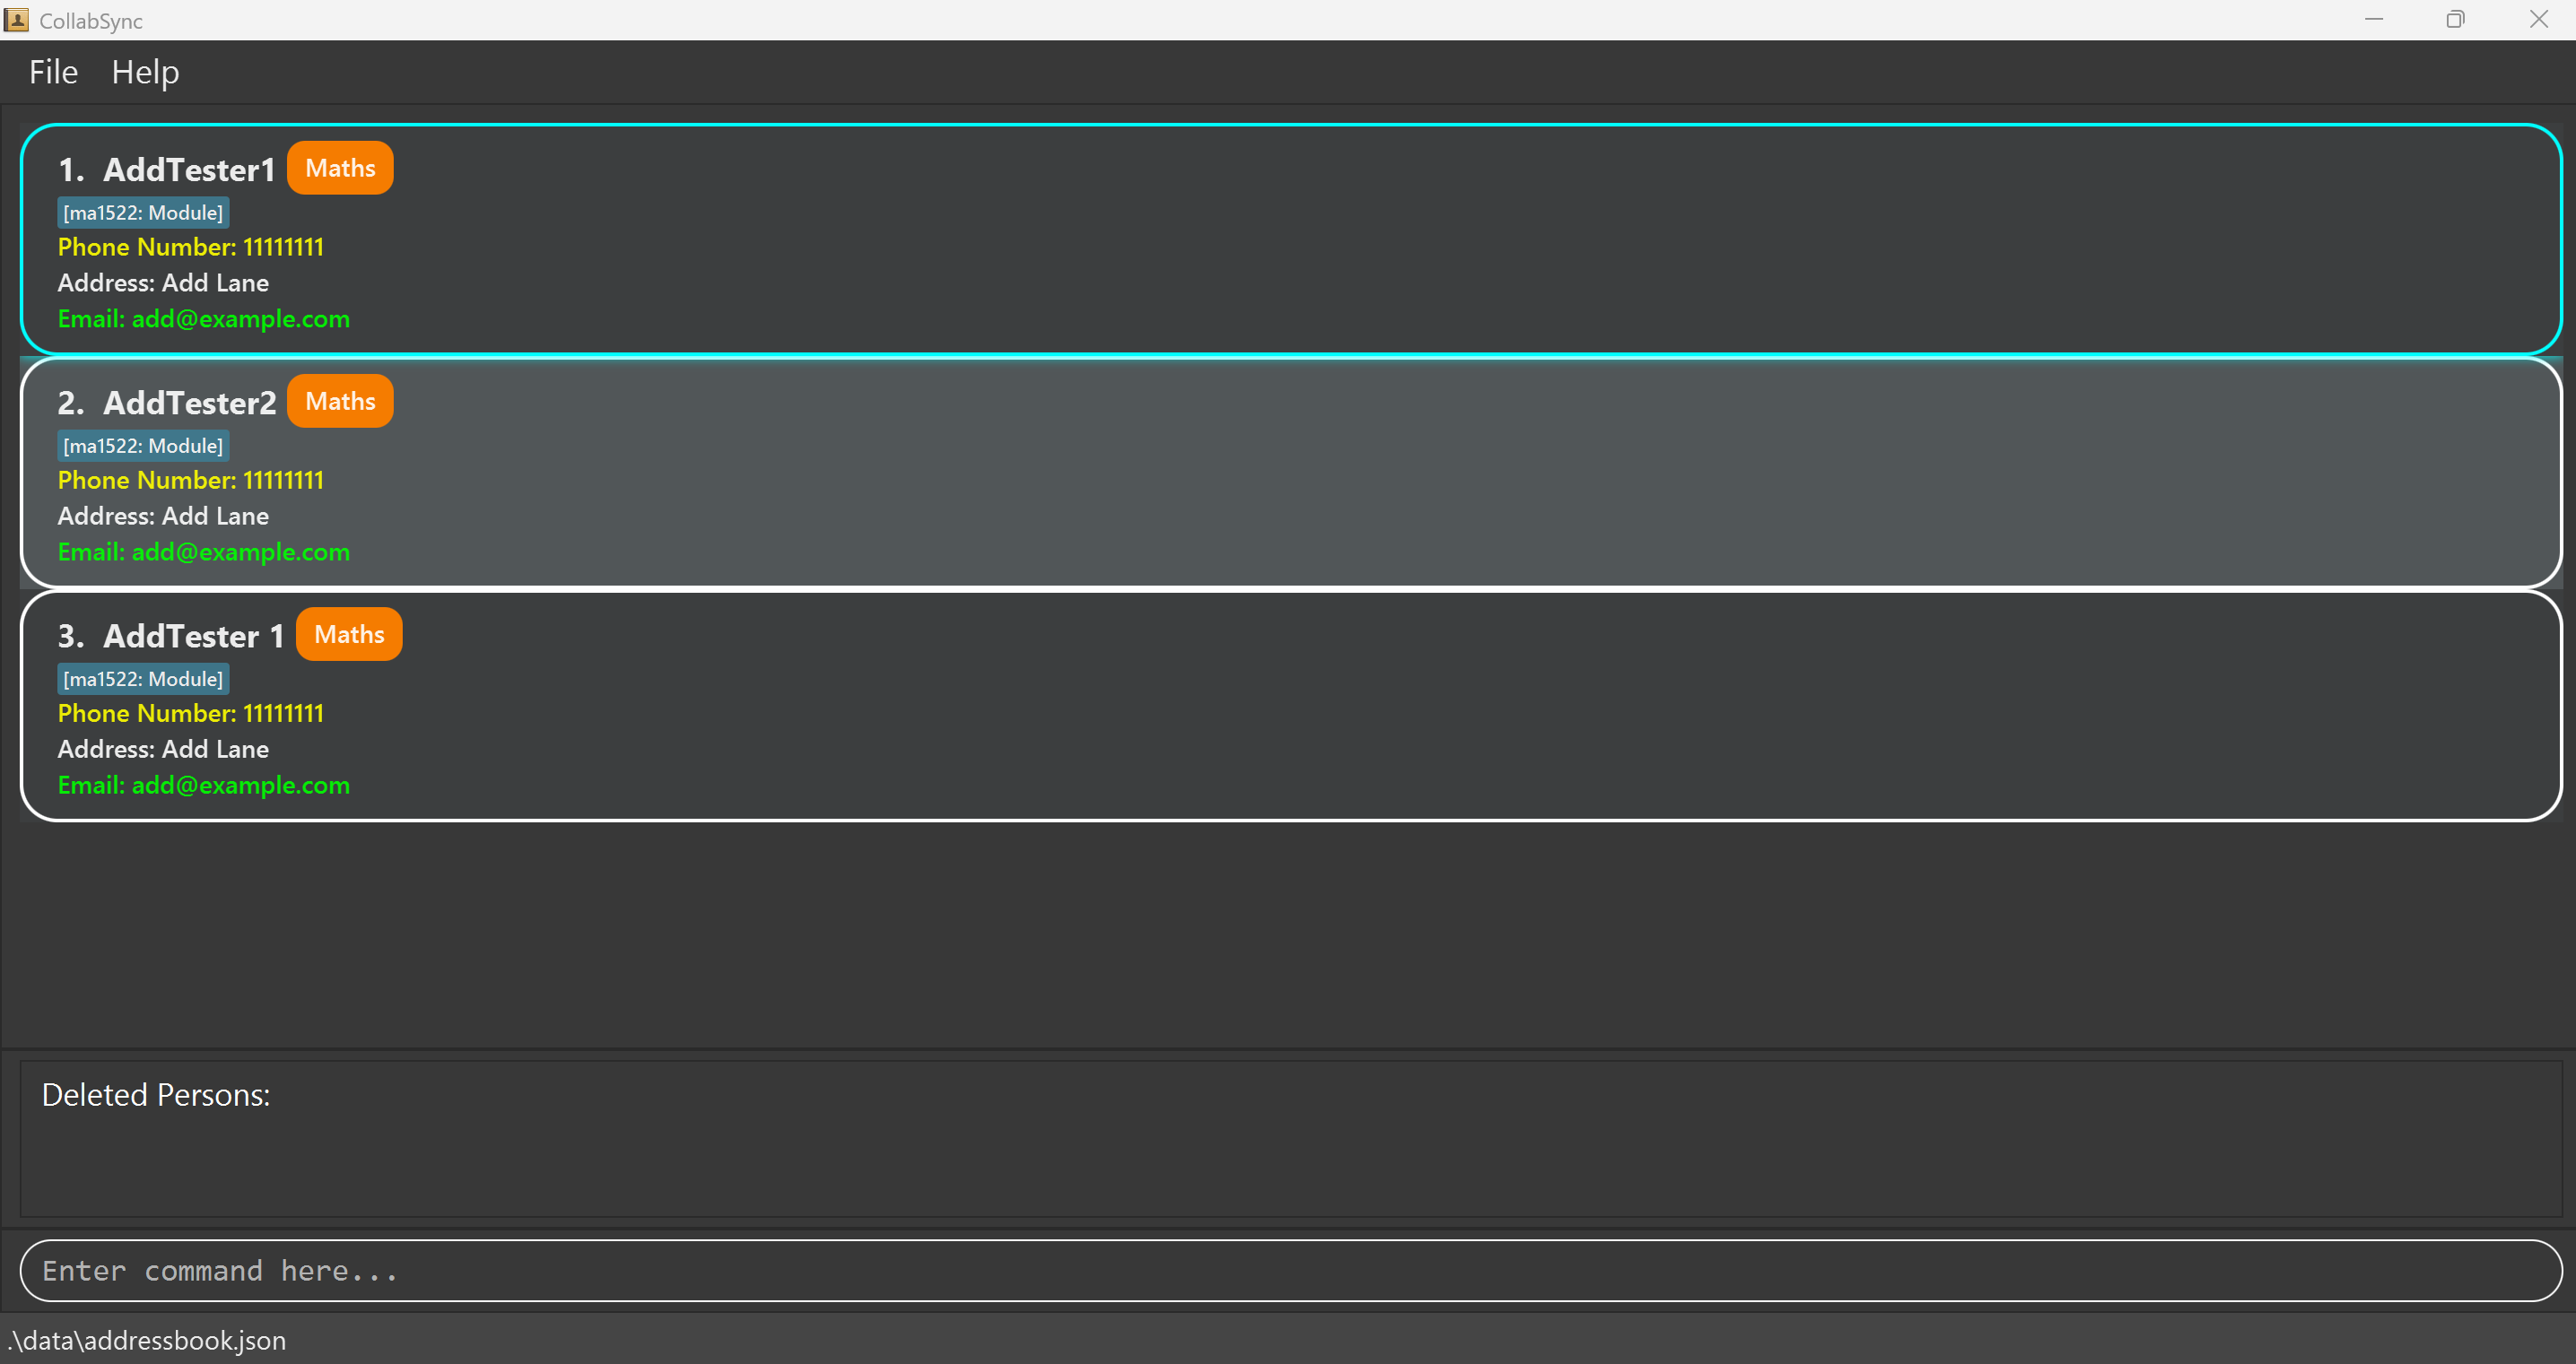 CollabSync
File Help
1. AddTester1 Maths
[ma1522: Module]
Phone Number: 11111111
Address: Add Lane
Email: add@example.com
2. AddTester2 Maths
[ma1522: Module]
Phone Number: 11111111
Address: Add Lane
Email: add@example.com
3. AddTester 1 Maths
[ma1522: Module]
Phone Number: 11111111
Address: Add Lane
Email: add@example.com
Deleted Persons:
Enter command here...
.\data\addressbook.json